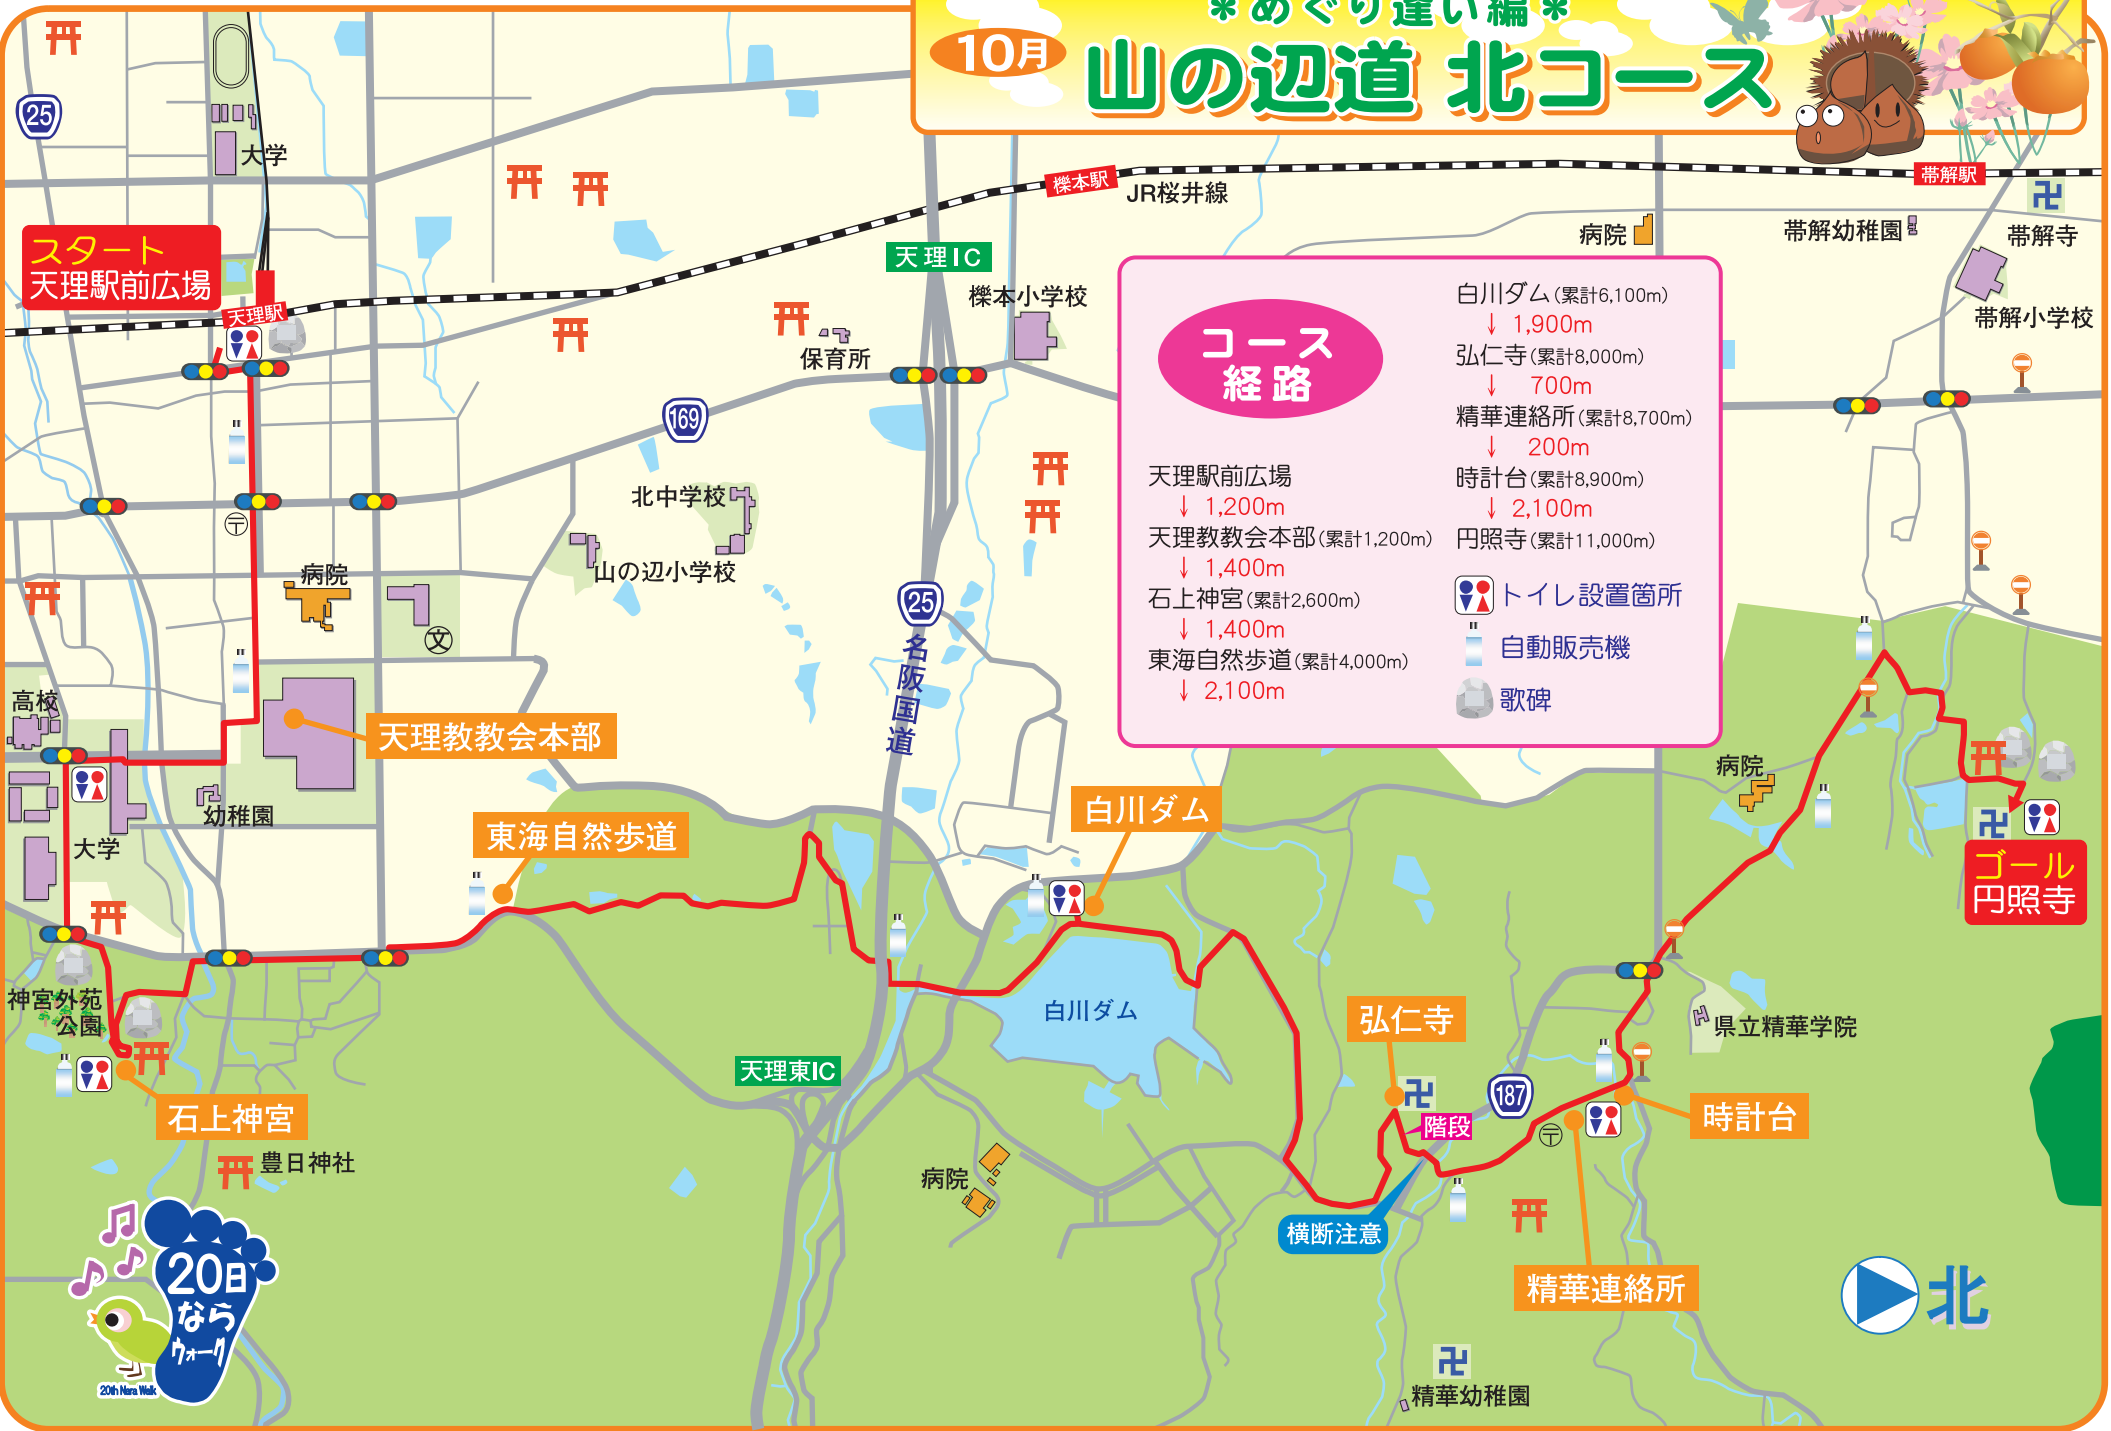 *めぐり逢い編*
10月
山の辺道 北コース
25
大学
櫟本駅
JR桜井線
帯解駅
スタート
天理駅前広場
天理駅
天理IC
櫟本小学校
保育所
病院
帯解幼稚園
帯解寺
帯解小学校
169
コース
経路
天理駅前広場
↓ 1,200m
天理教教会本部(累計1,200m)
↓ 1,400m
石上神宮(累計2,600m)
↓ 1,400m
東海自然歩道(累計4,000m)
↓ 2,100m
白川ダム(累計6,100m)
↓ 1,900m
弘仁寺(累計8,000m)
↓ 700m
精華連絡所(累計8,700m)
↓ 200m
時計台(累計8,900m)
↓ 2,100m
円照寺(累計11,000m)
トイレ設置箇所
自動販売機
歌碑
北中学校
山の辺小学校
病院
文
25
名阪国道
高校
天理教教会本部
幼稚園
大学
東海自然歩道
白川ダム
病院
ゴール
円照寺
神宮外苑
公園
白川ダム
弘仁寺
県立精華学院
天理東IC
187
石上神宮
階段
時計台
豊日神社
病院
横断注意
精華連絡所
20日
なら
ウォーク
20th Nara Walk
北
精華幼稚園